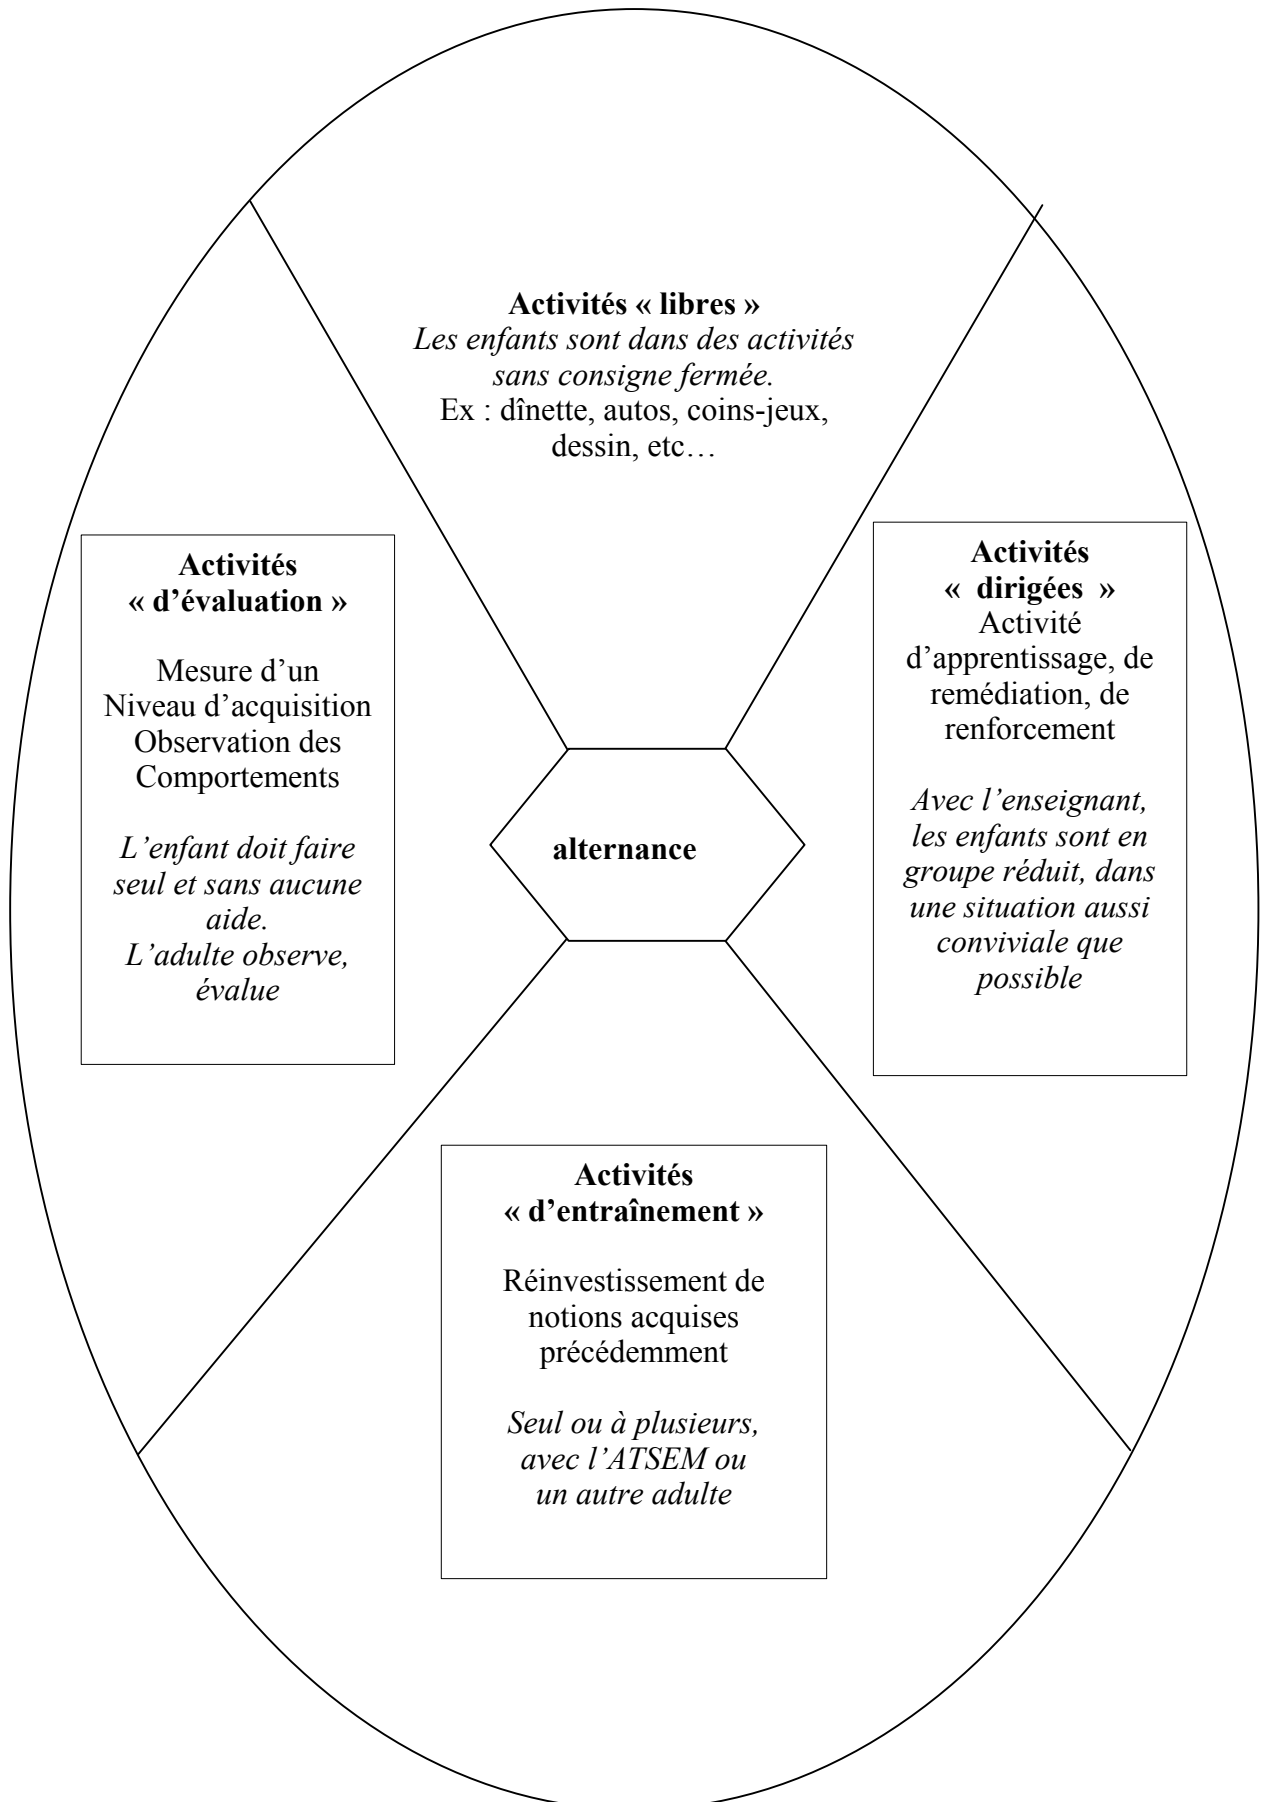 Activités « libres »
Les enfants sont dans des activités
sans consigne fermée.
Ex : dînette, autos, coins-jeux,
dessin, etc…
Activités
« d’évaluation »
Mesure d’un
Niveau d’acquisition
Observation des
Comportements
L’enfant doit faire
seul et sans aucune
aide.
L’adulte observe,
évalue
Activités
«  dirigées  »
Activité
d’apprentissage, de
remédiation, de
renforcement
Avec l’enseignant,
les enfants sont en
groupe réduit, dans
une situation aussi
conviviale que
possible
alternance
Activités
« d’entraînement »
Réinvestissement de
notions acquises
précédemment
Seul ou à plusieurs,
avec l’ATSEM ou
un autre adulte